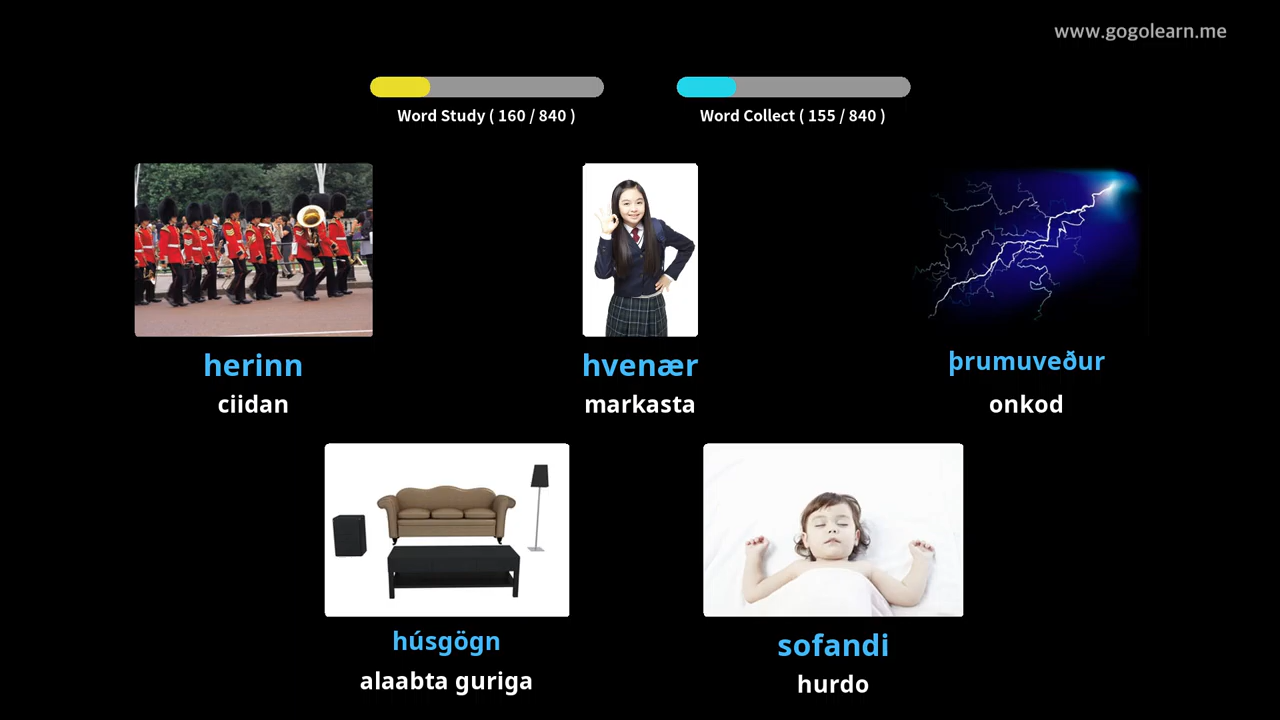 www.gogolearn.me
Word Study ( 160 / 840 )
Word Collect ( 155 / 840 )
herinn
ciidan
hvenær
markasta
þrumuveður
onkod
húsgögn
alaabta guriga
sofandi
hurdo